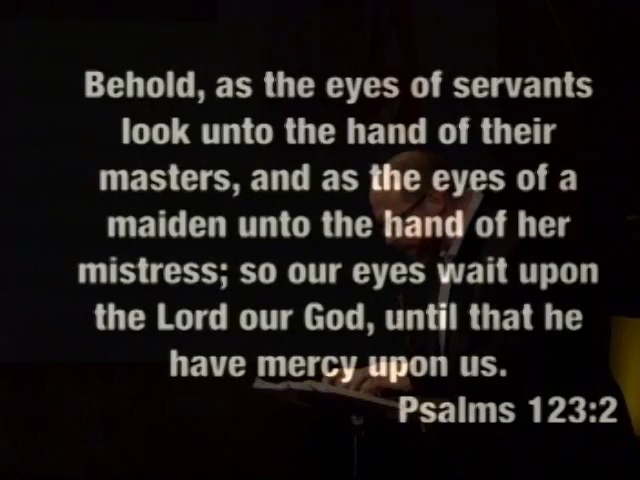 Behold, as the eyes of servants
look unto the hand of their
masters, and as the eyes of a
maiden unto the hand of her
mistress; so our eyes wait upon
the Lord our God, until that he
have mercy upon us.
Psalms 123:2